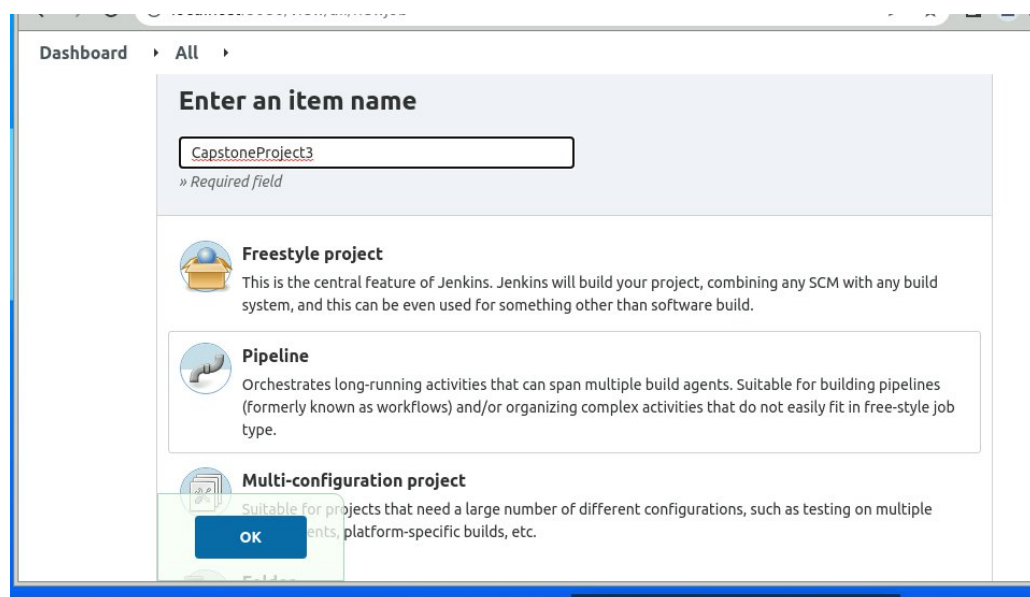 Dashboard
All
Enter an item name
CapstoneProject3
» Required field
Freestyle project
This is the central feature of Jenkins. Jenkins will build your project, combining any SCM with any build
system, and this can be even used for something other than software build.
Pipeline
Orchestrates long-running activities that can span multiple build agents. Suitable for building pipelines
(formerly known as workflows) and/or organizing complex activities that do not easily fit in free-style job
type.
Multi-configuration project
Suitable for projects that need a large number of different configurations, such as testing on multiple
platform-specific builds, etc.
OK